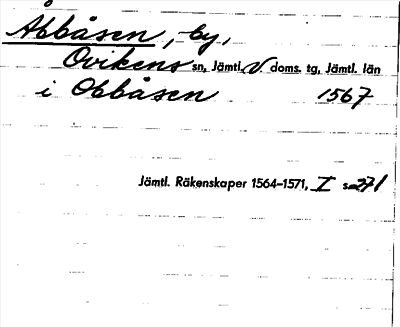 Åbbåsen, by,
Ovikens sn, Jämtl. V. doms. tg, Jämtl. län
i Obbåsen 1567
Jämtl. Räkenskaper 1564-1571, I s. 271